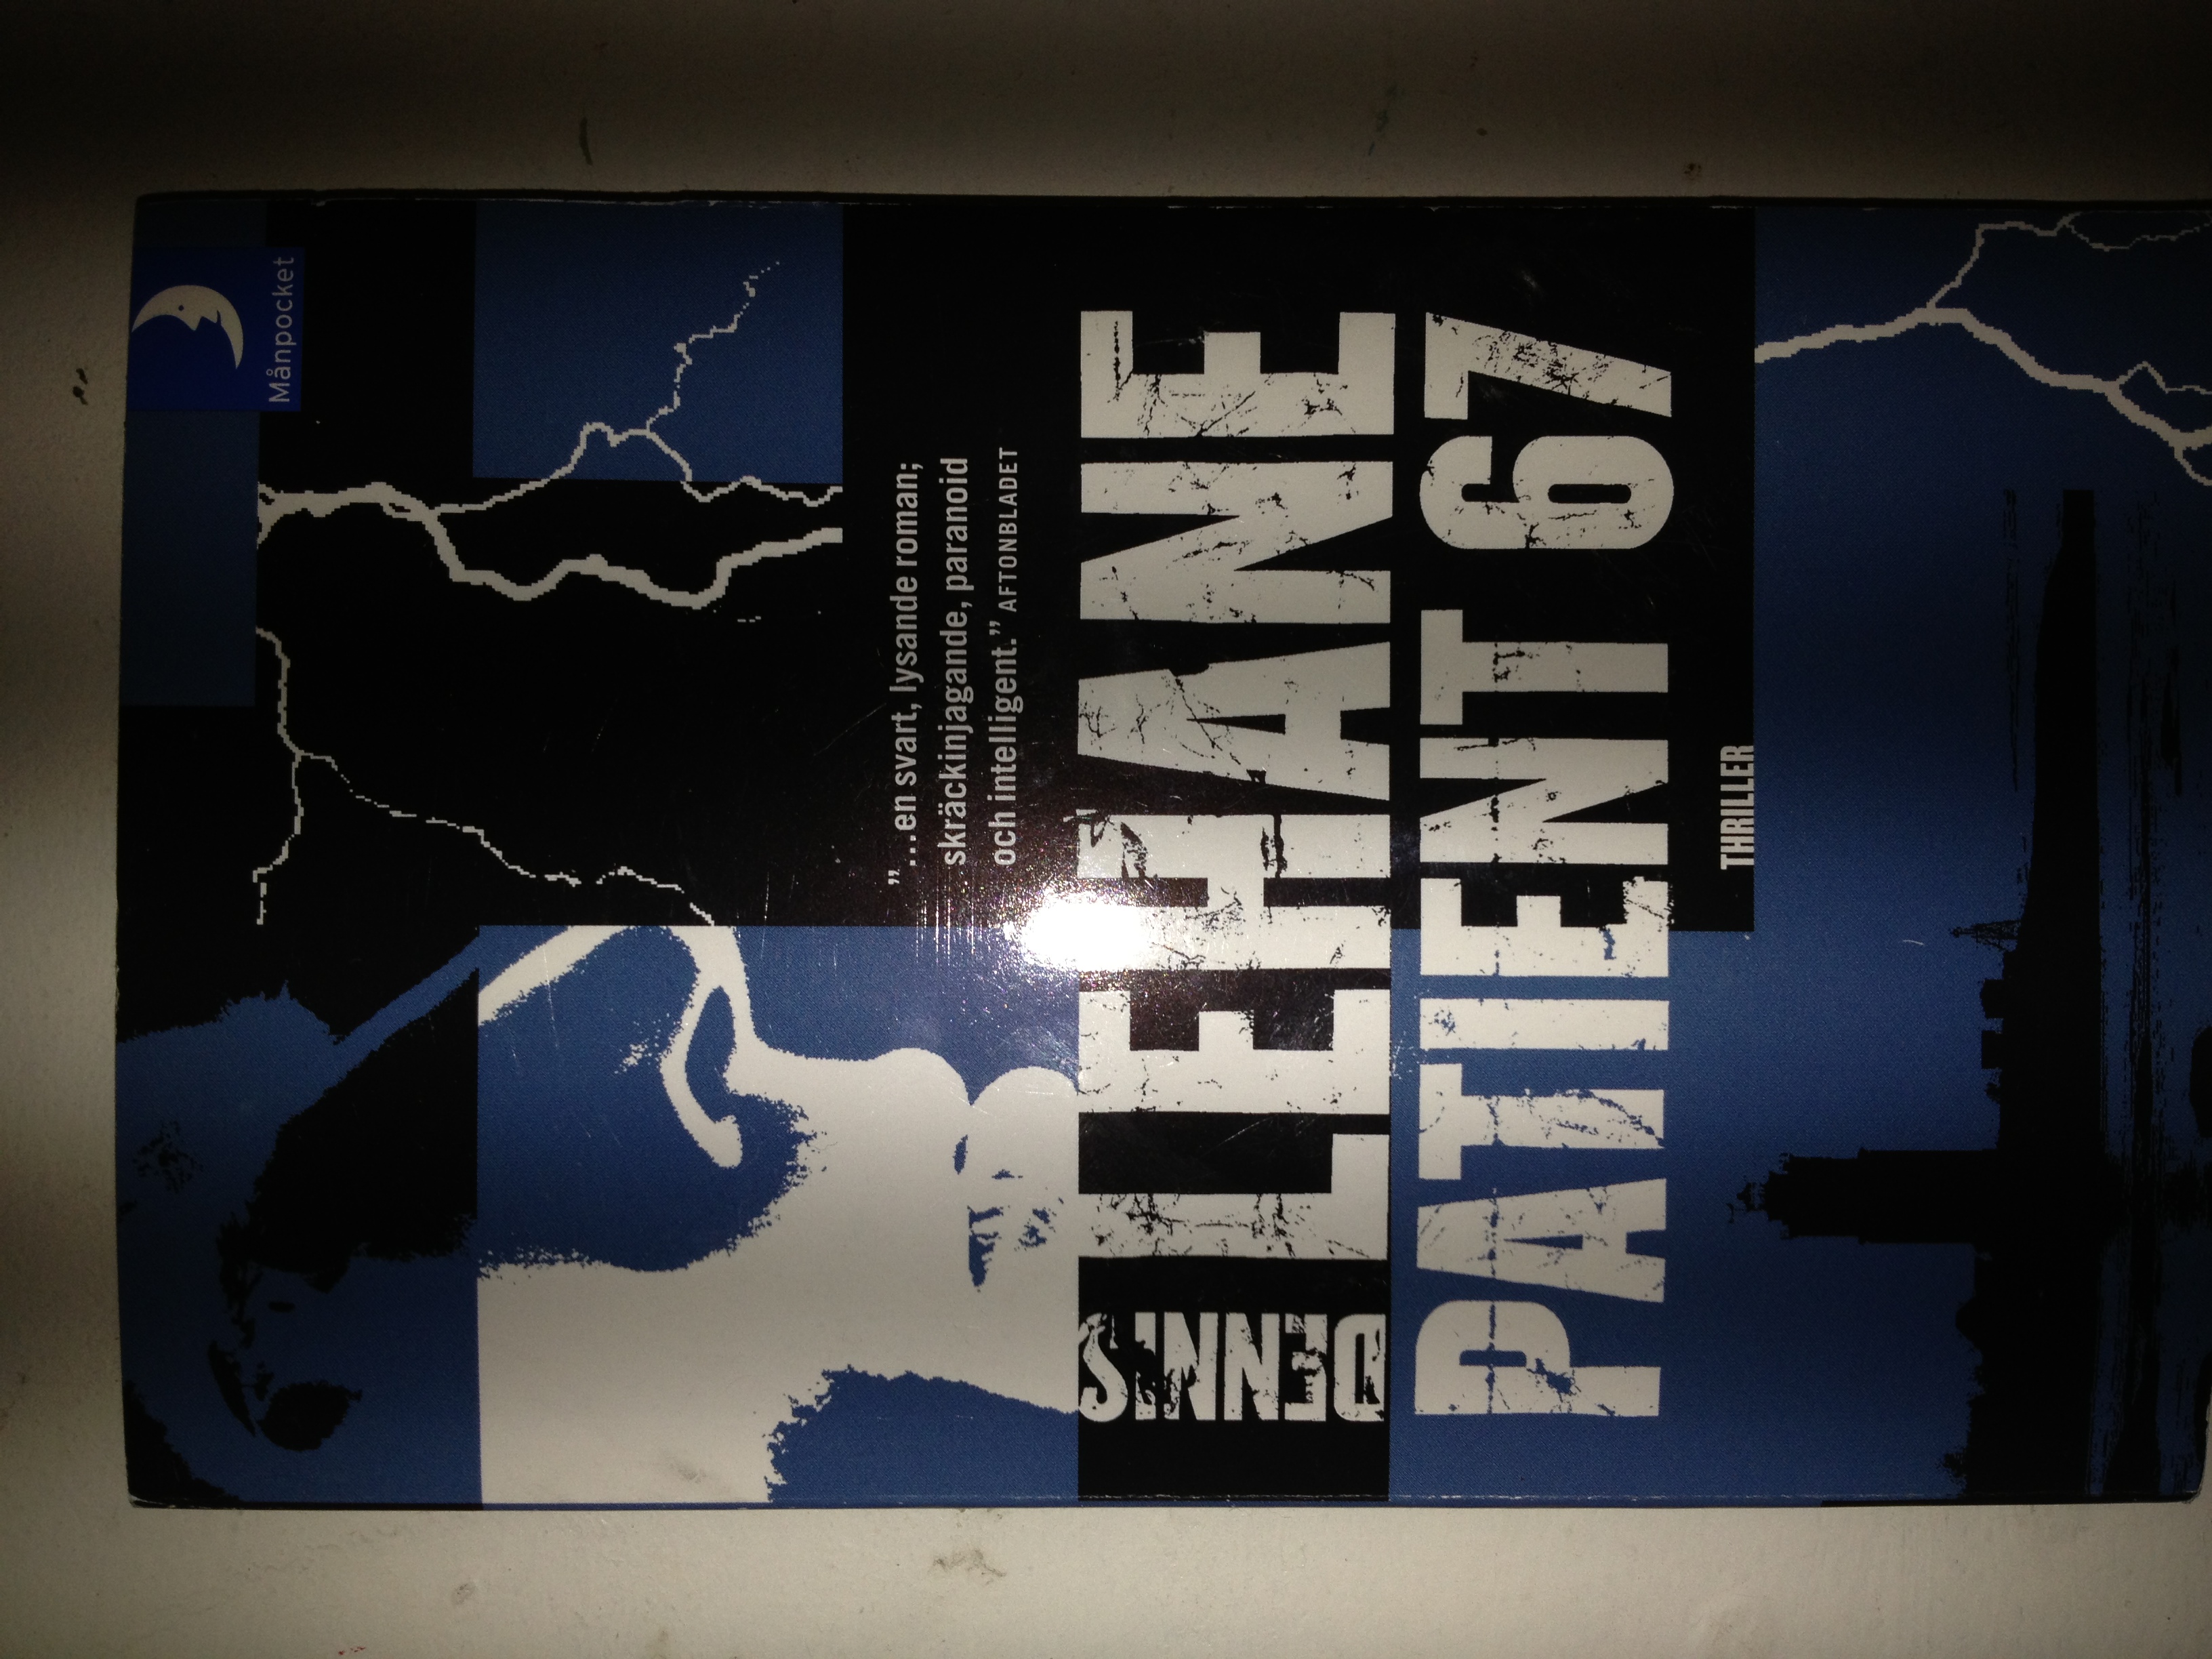 Månpocket
”...en svart, lysande roman;
skräckinjagande, paranoid
och intelligent.” AFTONBLADET
DENNIS
LEHANE
PATIENT 67
THRILLER